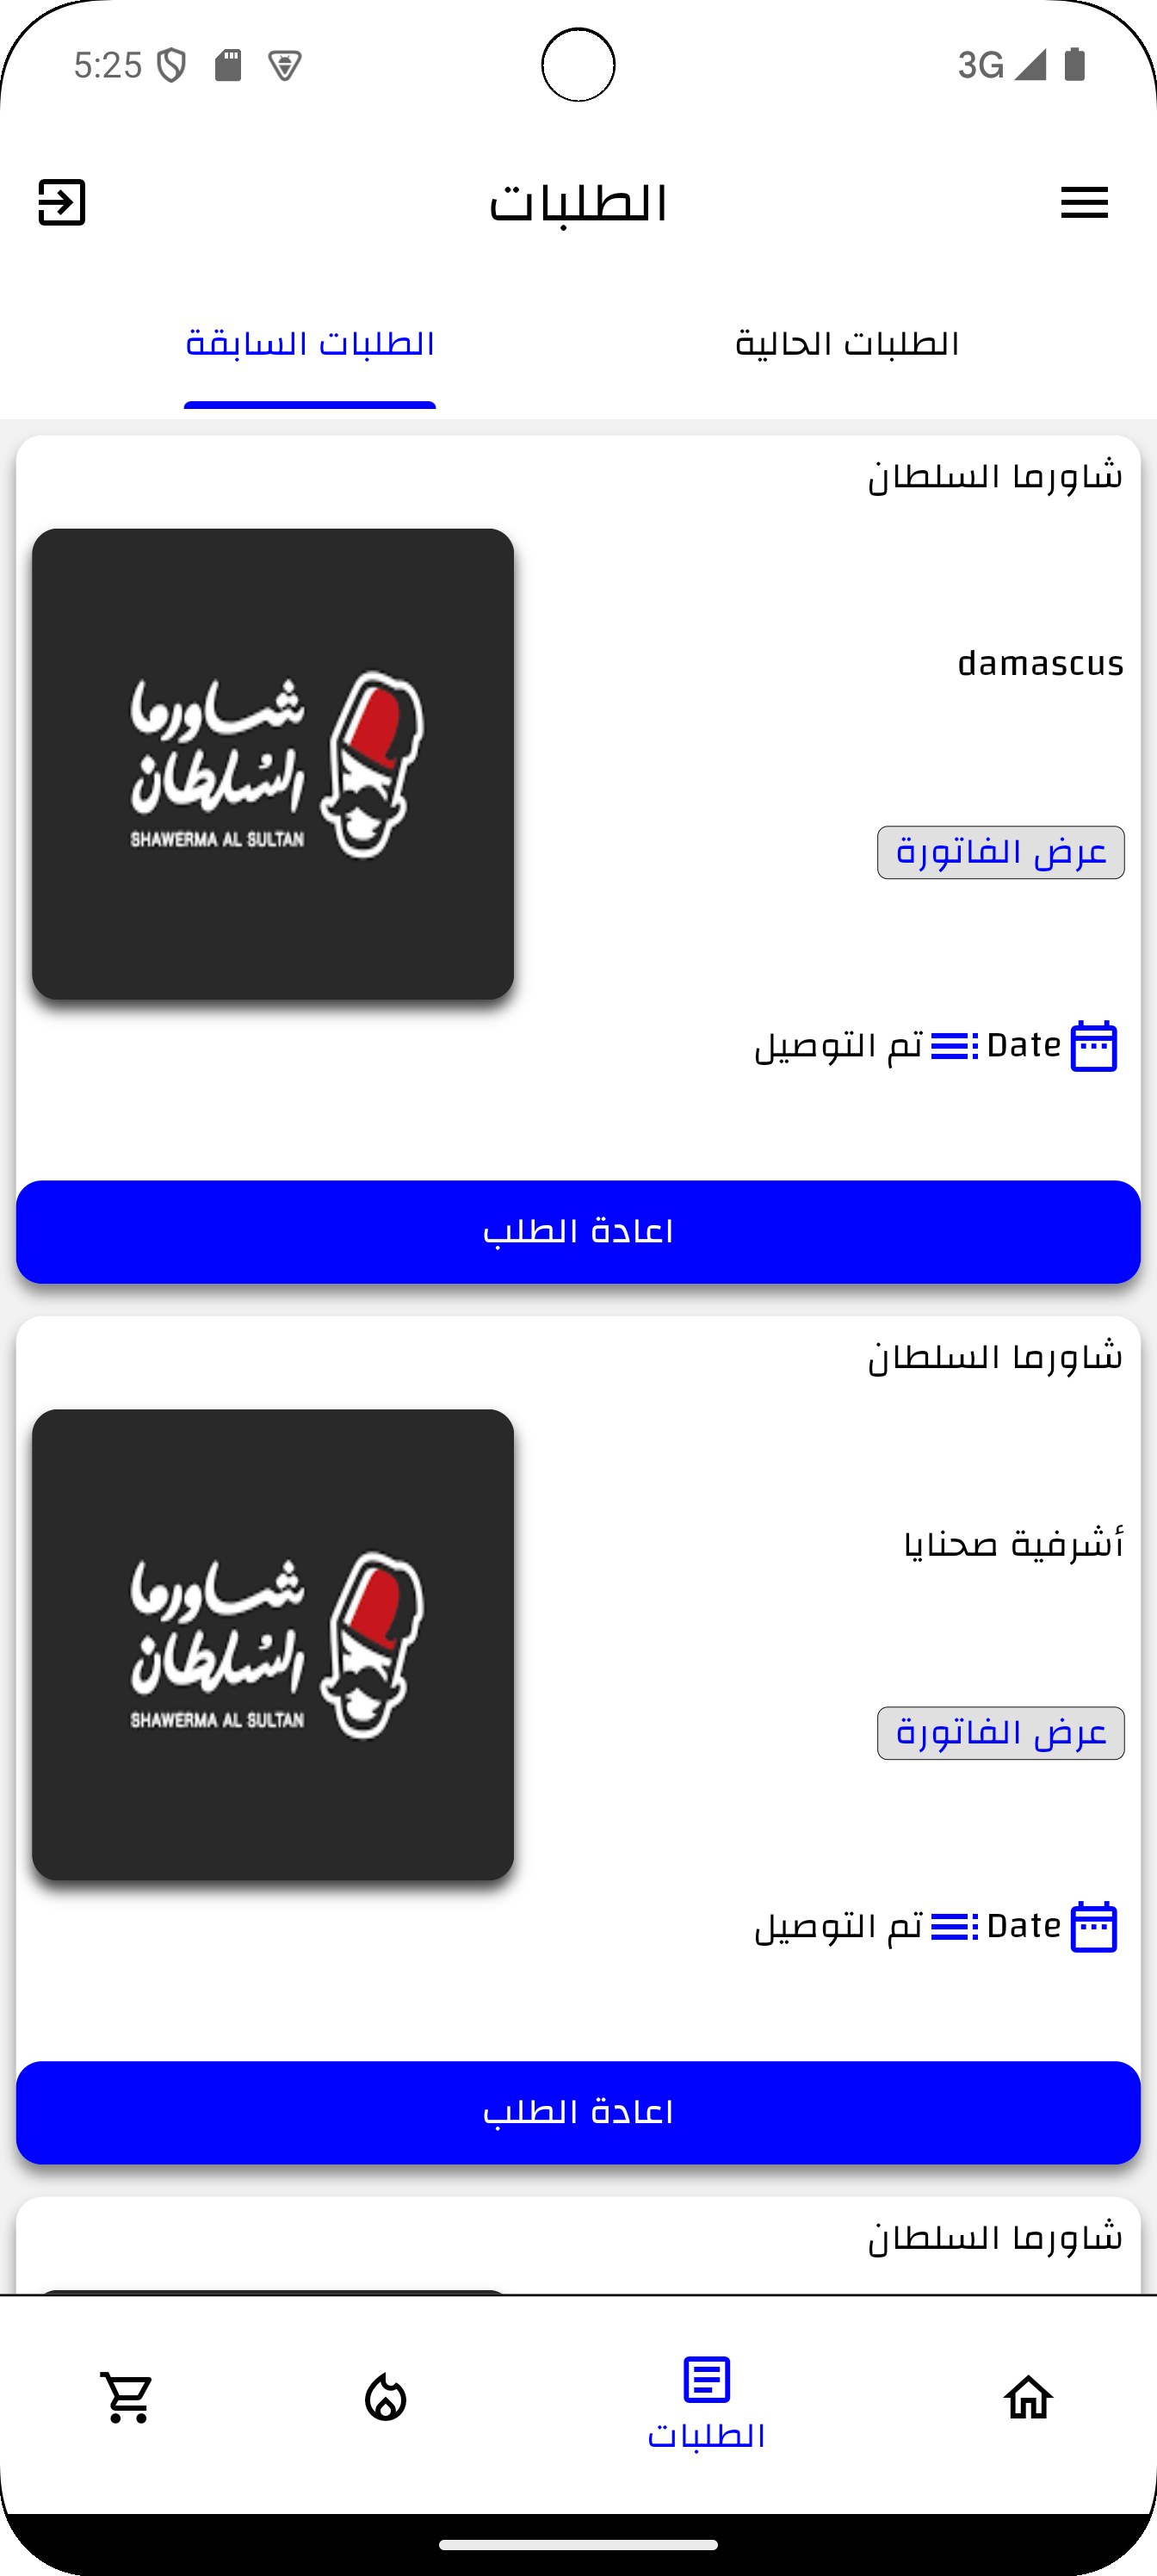 5:25 3G
الطلبات
الطلبات الحالية الطلبات السابقة
شاورما السلطان
شاورما
السلطان
SHAWERMA AL SULTAN
damascus
عرض الفاتورة
Date تم التوصيل
اعادة الطلب
شاورما السلطان
شاورما
السلطان
SHAWERMA AL SULTAN
أشرفية صحنايا
عرض الفاتورة
Date تم التوصيل
اعادة الطلب
شاورما السلطان
الطلبات